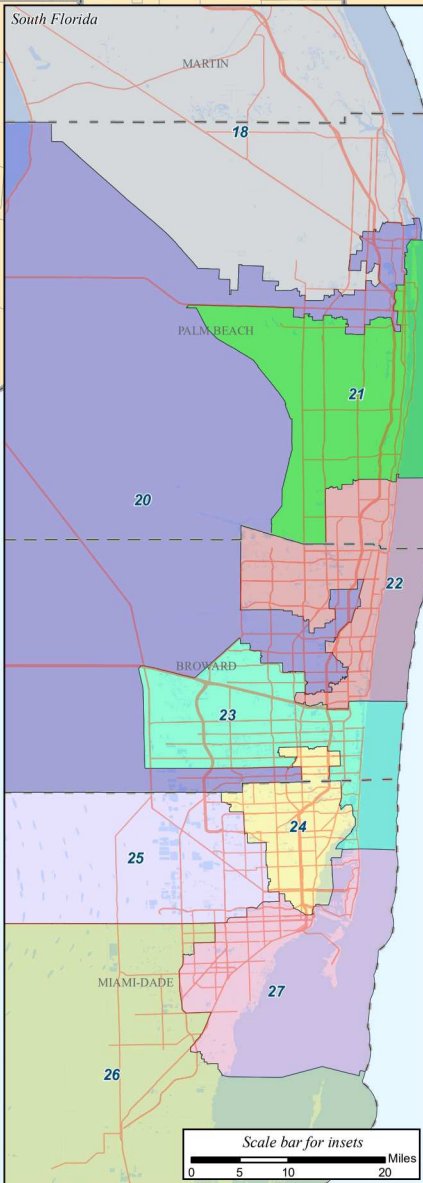 South Florida
MARTIN
18
PALM BEACH
21
20
22
BROWARD
23
24
25
MIAMI-DADE
27
26
Scale bar for insets
Miles
0 5 10 20